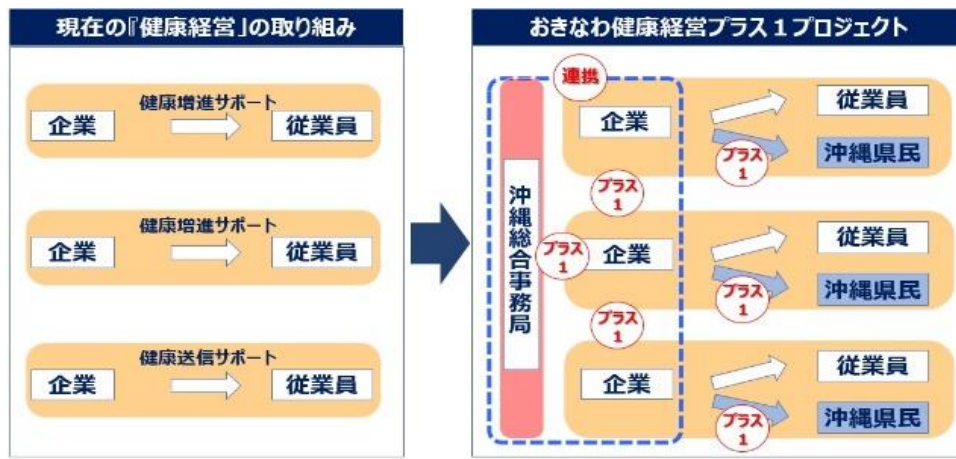 現在の『健康経営」の取り組み
健康増進サポート
企業
従業員
健康増進サポート
企業
従業員
健康送信サポート
企業
従業員
おきなわ健康経営プラス1プロジェクト
連携
沖縄総合事務局
企業
従業員
プラス
1
沖縄県民
プラス
1
プラス
1
企業
従業員
プラス
1
沖縄県民
プラス
1
企業
従業員
プラス
1
沖縄県民